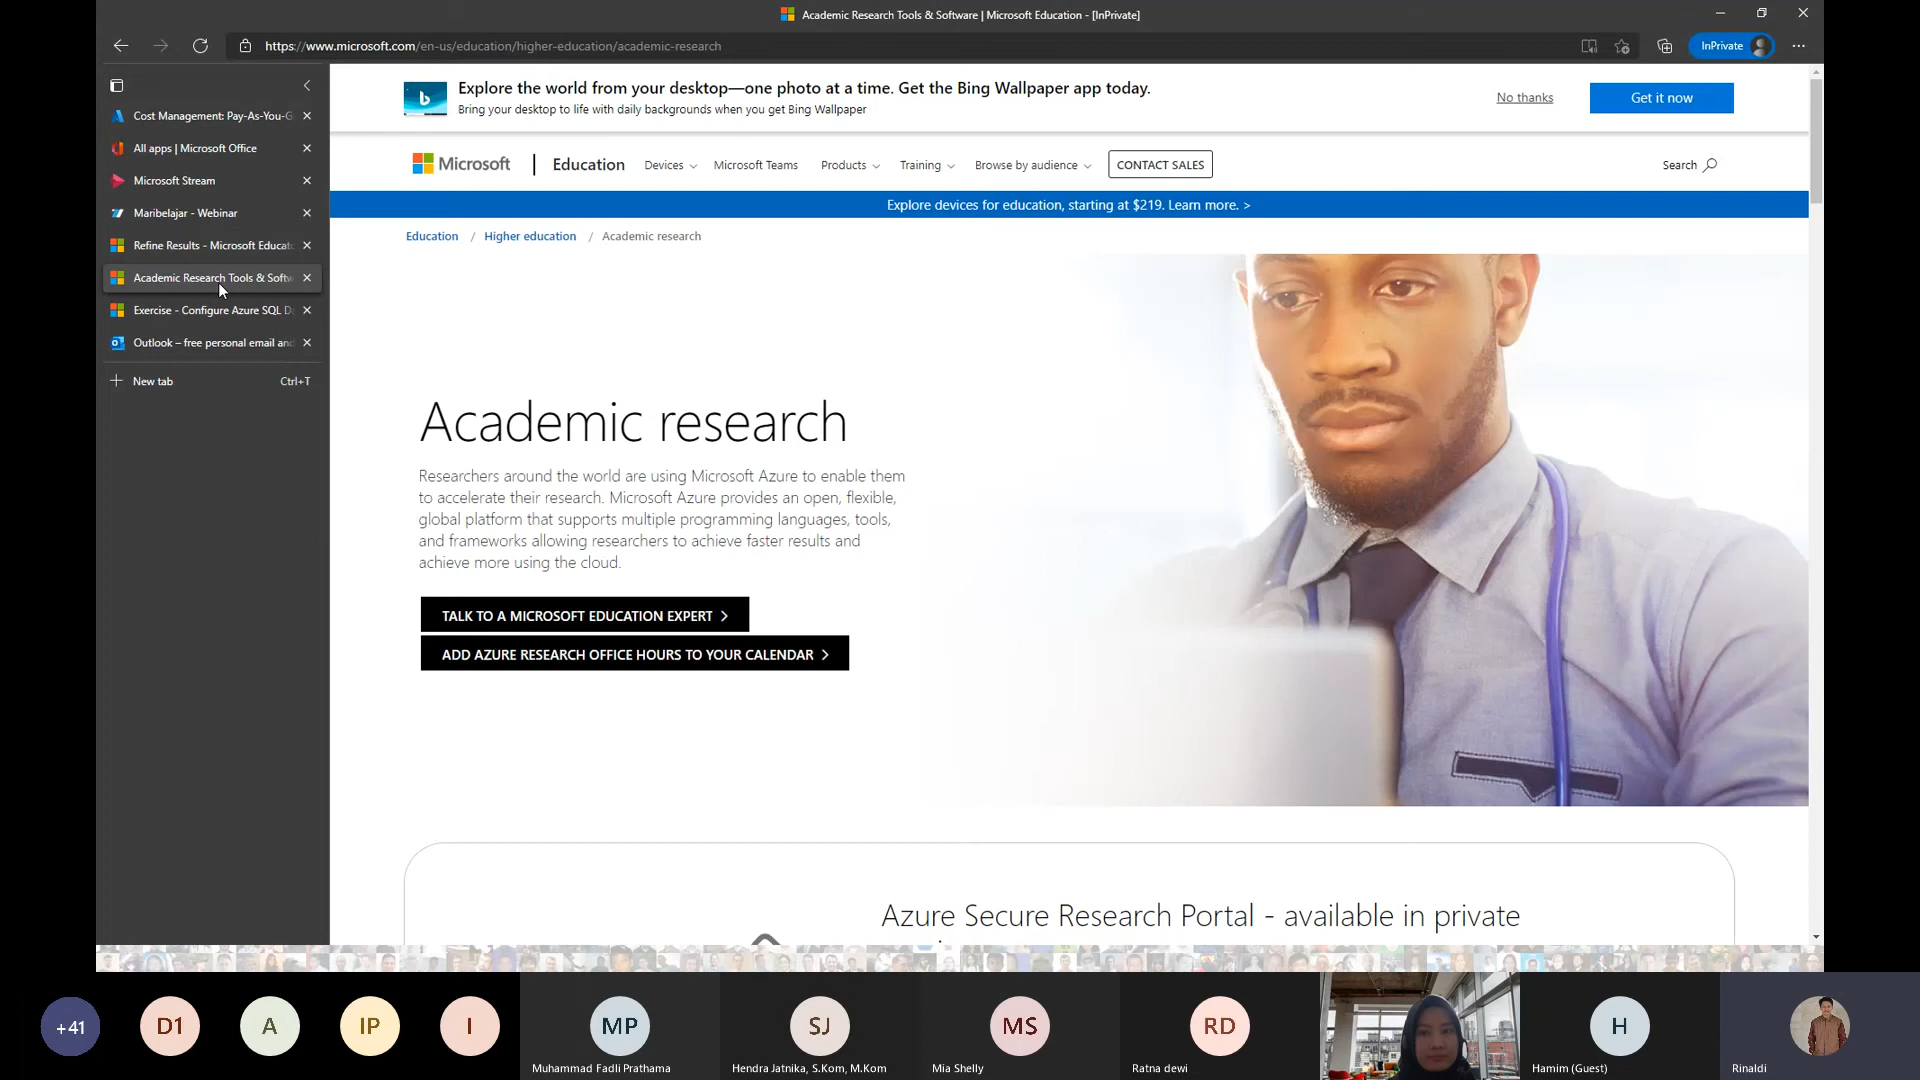 Academic Research Tools & Software | Microsoft Education - [InPrivate]
https://www.microsoft.com/en-us/education/higher-education/academic-research
InPrivate
Cost Management: Pay-As-You-G
All apps | Microsoft Office
Microsoft Stream
Maribelajar - Webinar
Refine Results - Microsoft Educat
Academic Research Tools & Softw
Exercise - Configure Azure SQL D
Outlook – free personal email and
New tab Ctrl+T
Explore the world from your desktop—one photo at a time. Get the Bing Wallpaper app today.
Bring your desktop to life with daily backgrounds when you get Bing Wallpaper
No thanks
Get it now
Microsoft | Education Devices Microsoft Teams Products Training Browse by audience CONTACT SALES Search
Explore devices for education, starting at $219. Learn more. >
Education / Higher education / Academic research
Academic research
Researchers around the world are using Microsoft Azure to enable them
to accelerate their research. Microsoft Azure provides an open, flexible,
global platform that supports multiple programming languages, tools,
and frameworks allowing researchers to achieve faster results and
achieve more using the cloud.
TALK TO A MICROSOFT EDUCATION EXPERT >
ADD AZURE RESEARCH OFFICE HOURS TO YOUR CALENDAR >
Azure Secure Research Portal - available in private
+41
D1
A
IP
I
MP
SJ
MS
RD
H
Muhammad Fadli Prathama
Hendra Jatnika, S.Kom, M.Kom
Mia Shelly
Ratna dewi
Hamim (Guest)
Rinaldi